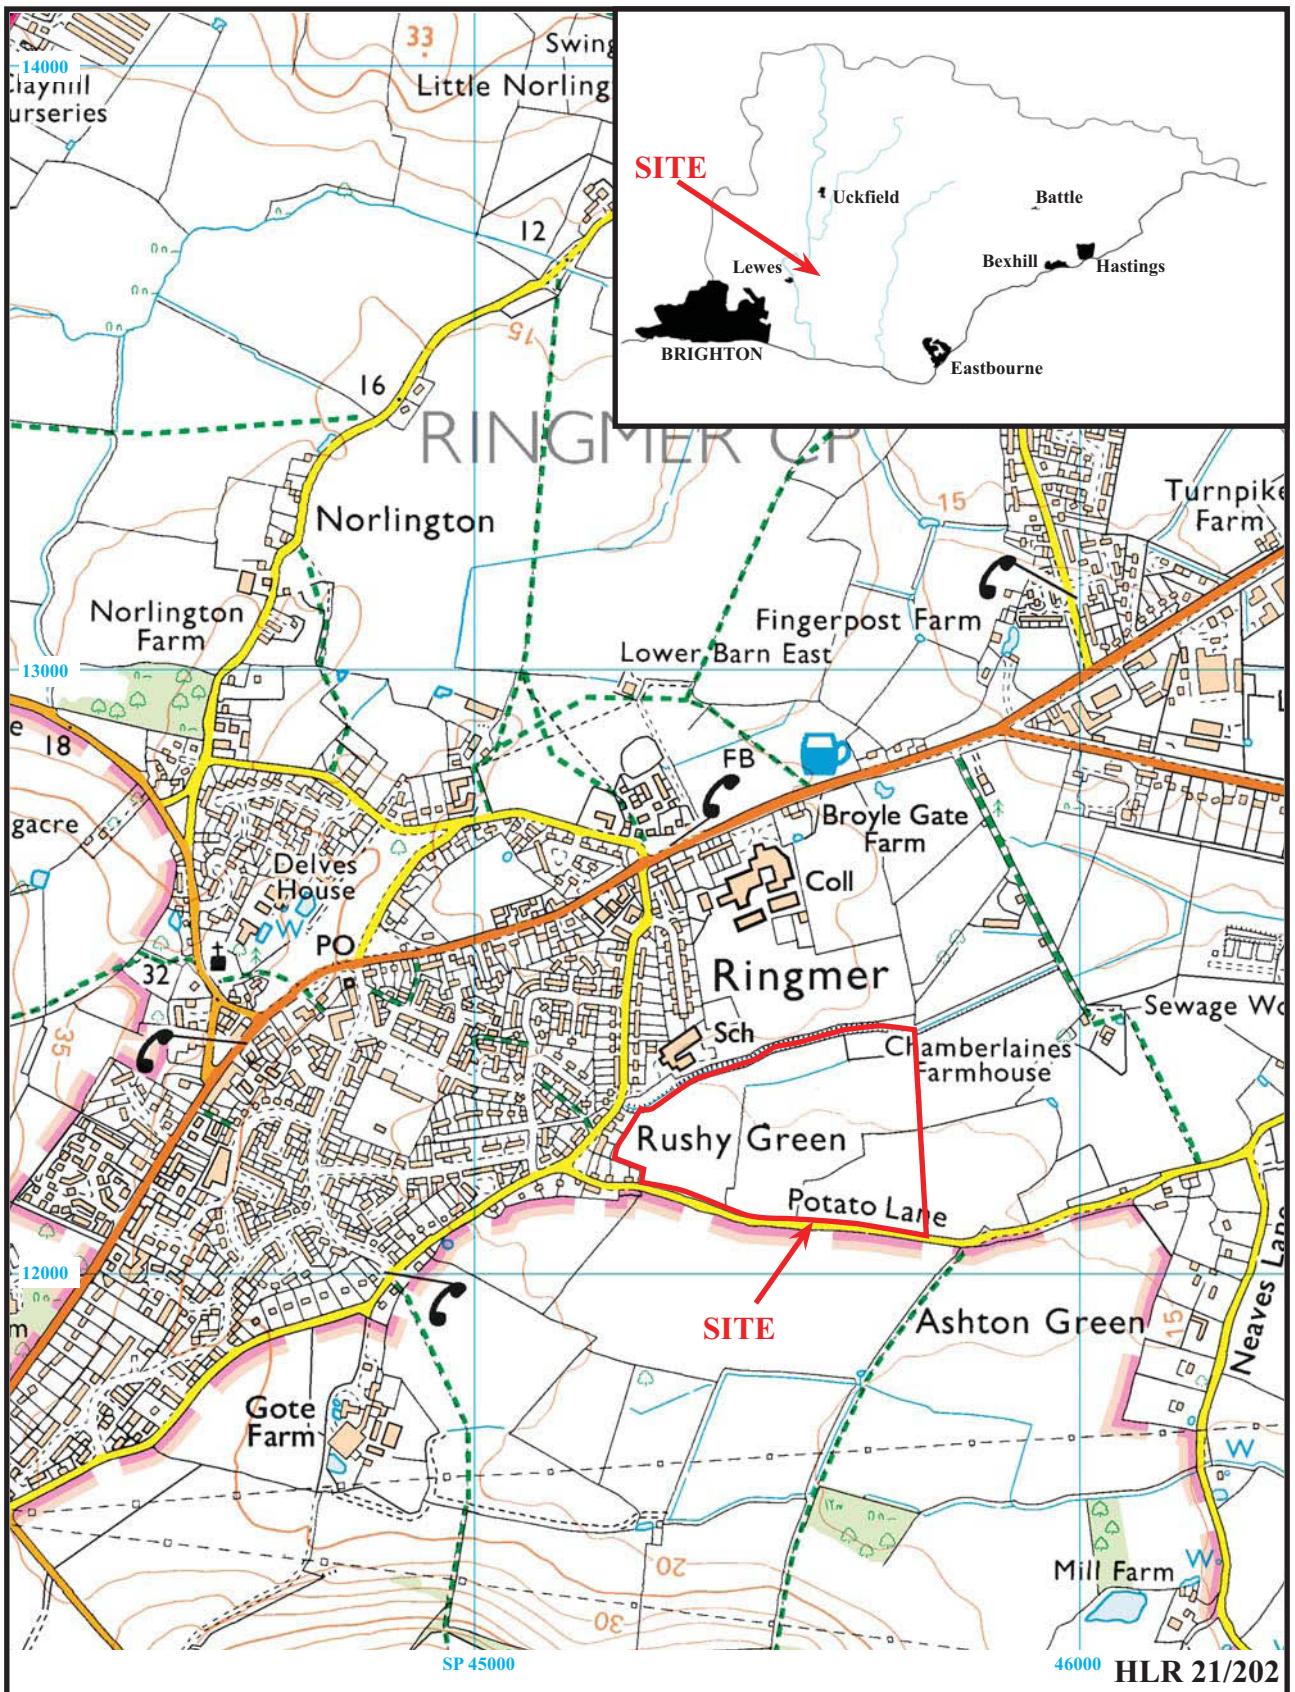 33
Swing
14000
Little Norling
Clayhill
urseries
SITE
Uckfield
Battle
Lewes
Bexhill
Hastings
BRIGHTON
Eastbourne
12
15
16
RINGMER CP
15
Turnpike
Farm
Norlington
Norlington
Farm
Fingerpost Farm
Lower Barn East
13000
e
18
FB
gacre
Broyle Gate
Farm
Delves
House
Coll
W
PO
32
Ringmer
Sewage Wo
35
Sch
Chamberlaines
Farmhouse
Rushy Green
Potato Lane
12000
m
SITE
Ashton Green
15
Neaves Lane
Gote
Farm
W
20
Mill Farm
W
30
SP 45000
46000
HLR 21/202